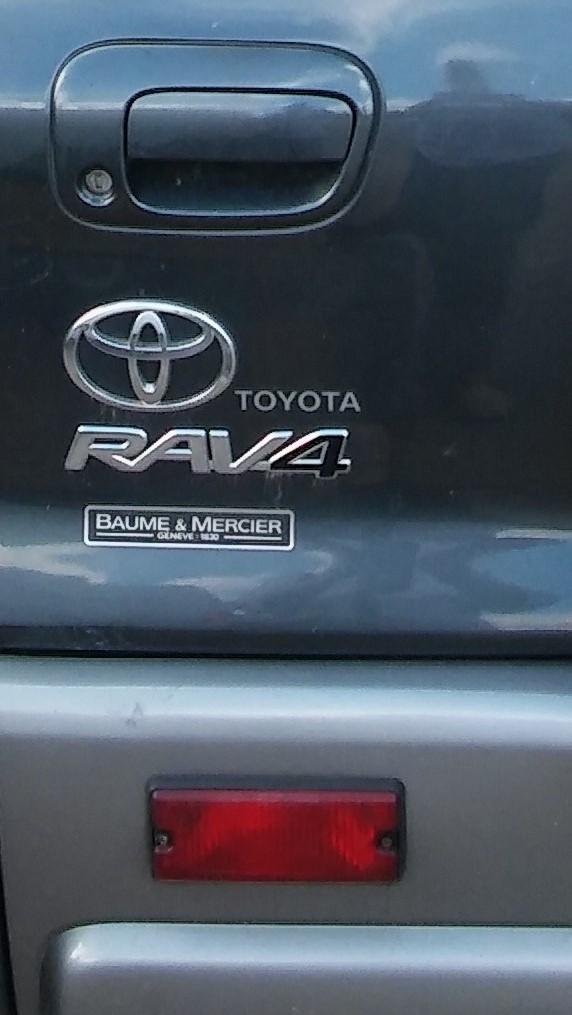 TOYOTA
RAV4
BAUME & MERCIER
GENEVE · 1830